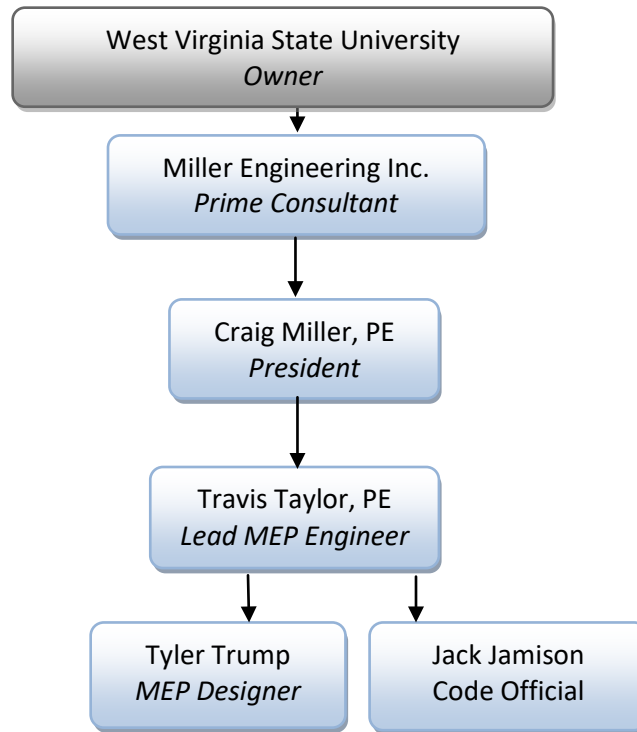 West Virginia State University
Owner
Miller Engineering Inc.
Prime Consultant
Craig Miller, PE
President
Travis Taylor, PE
Lead MEP Engineer
Tyler Trump
MEP Designer
Jack Jamison
Code Official